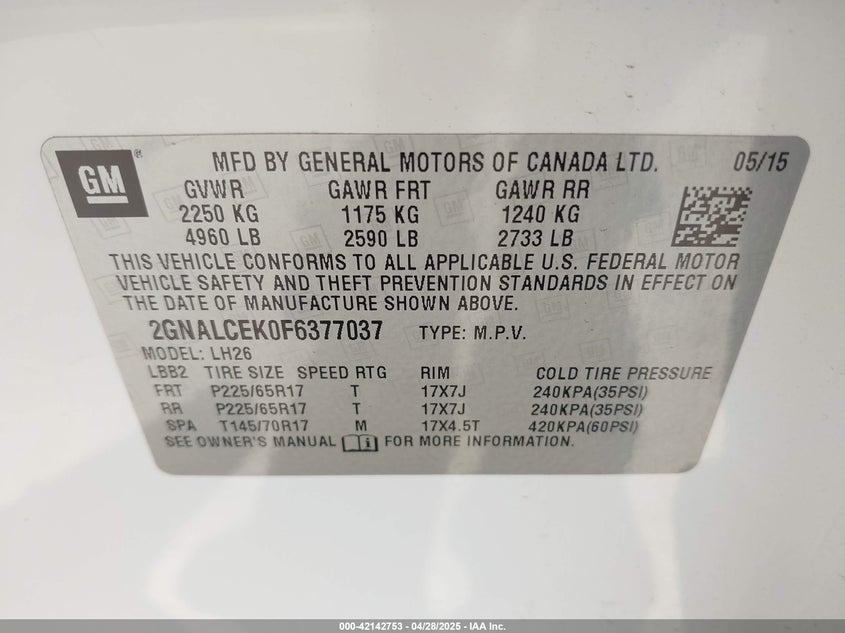 GM
MFD BY GENERAL MOTORS OF CANADA LTD. 05/15
GVWR GAWR FRT GAWR RR
2250 KG 1175 KG 1240 KG
4960 LB 2590 LB 2733 LB
THIS VEHICLE CONFORMS TO ALL APPLICABLE U.S. FEDERAL MOTOR
VEHICLE SAFETY AND THEFT PREVENTION STANDARDS IN EFFECT ON
THE DATE OF MANUFACTURE SHOWN ABOVE.
2GNALCEK0F6377037 TYPE: M.P.V.
MODEL: LH26
LBB2 TIRE SIZE SPEED RTG RIM COLD TIRE PRESSURE
FRT P225/65R17 T 17X7J 240KPA(35PSI)
RR P225/65R17 T 17X7J 240KPA(35PSI)
SPA T145/70R17 M 17X4.5T 420KPA(60PSI)
SEE OWNER'S MANUAL FOR MORE INFORMATION.
000-42142753 - 04/28/2025 - IAA Inc.